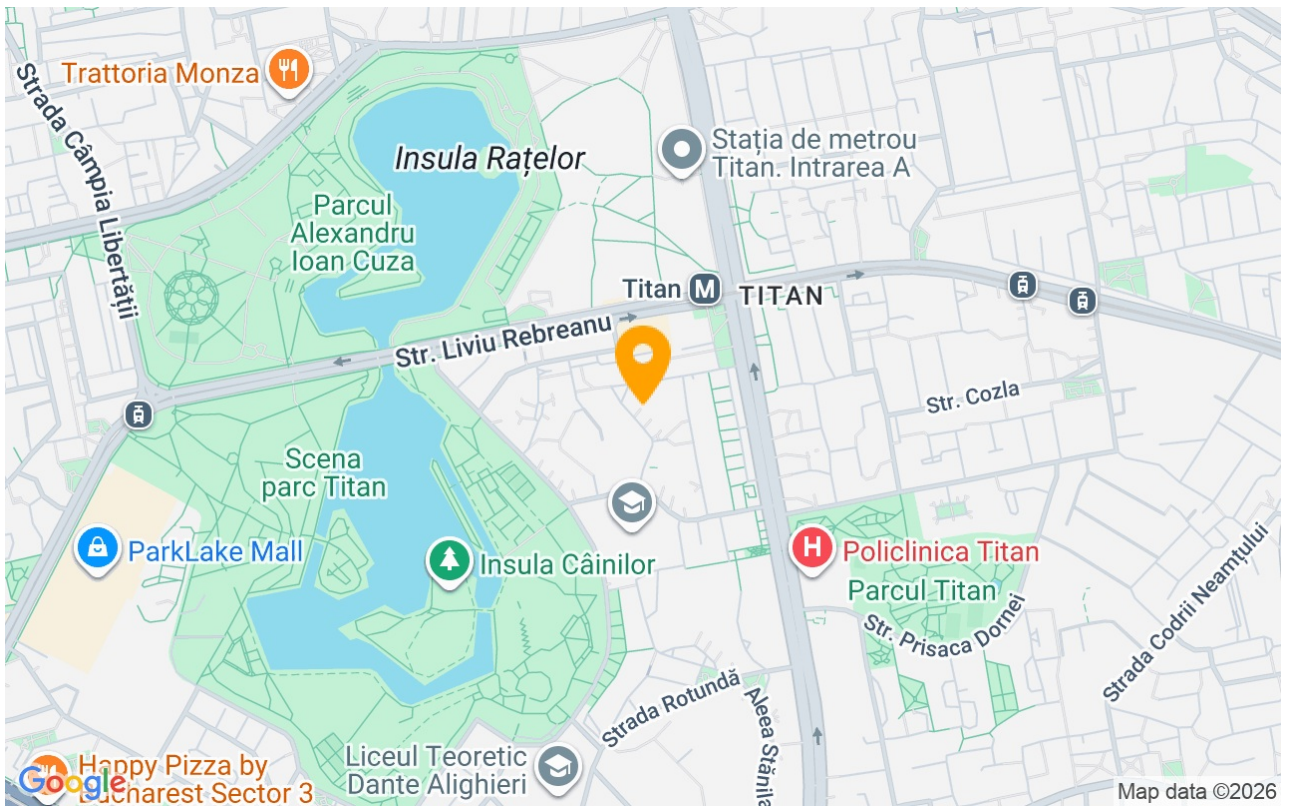 Trattoria Monza
Strada Câmpia Libertății
Insula Rațelor
Stația de metrou
Titan. Intrarea A
Parcul
Alexandru
Ioan Cuza
Titan
M
TITAN
Str. Liviu Rebreanu
Str. Cozla
Scena
parc Titan
ParkLake Mall
Insula Câinilor
H
Policlinica Titan
Parcul Titan
Str. Prisaca Dornei
Strada Codrii Neamțului
Strada Rotundă
Aleea Stănila
Liceul Teoretic
Dante Alighieri
Happy Pizza by
Bucharest Sector 3
Google
Map data ©2026